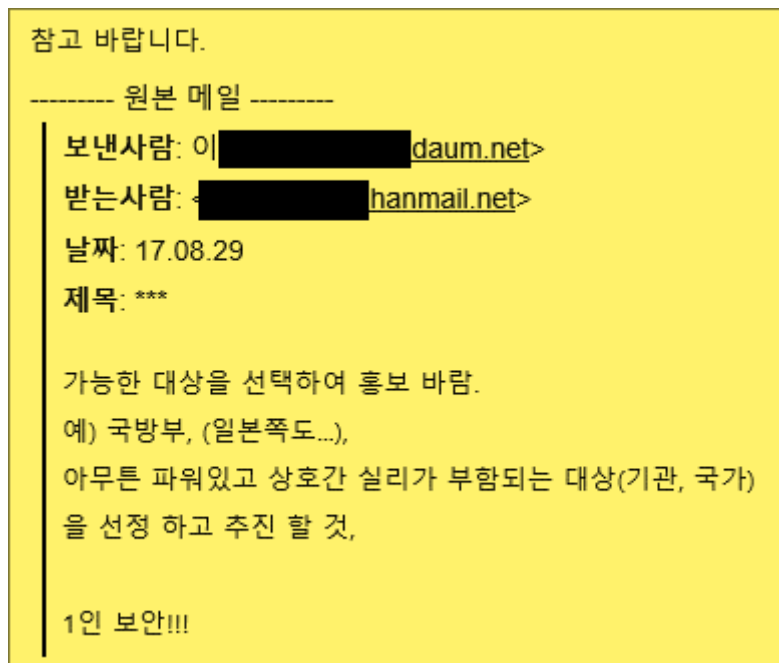 참고 바랍니다.
--------- 원본 메일 ---------
보낸사람: 이 daum.net>
받는사람: < hanmail.net>
날짜: 17.08.29
제목: ***
가능한 대상을 선택하여 홍보 바람.
예) 국방부, (일본쪽도...),
아무튼 파워있고 상호간 실리가 부함되는 대상(기관, 국가)
을 선정 하고 추진 할 것,
1인 보안!!!